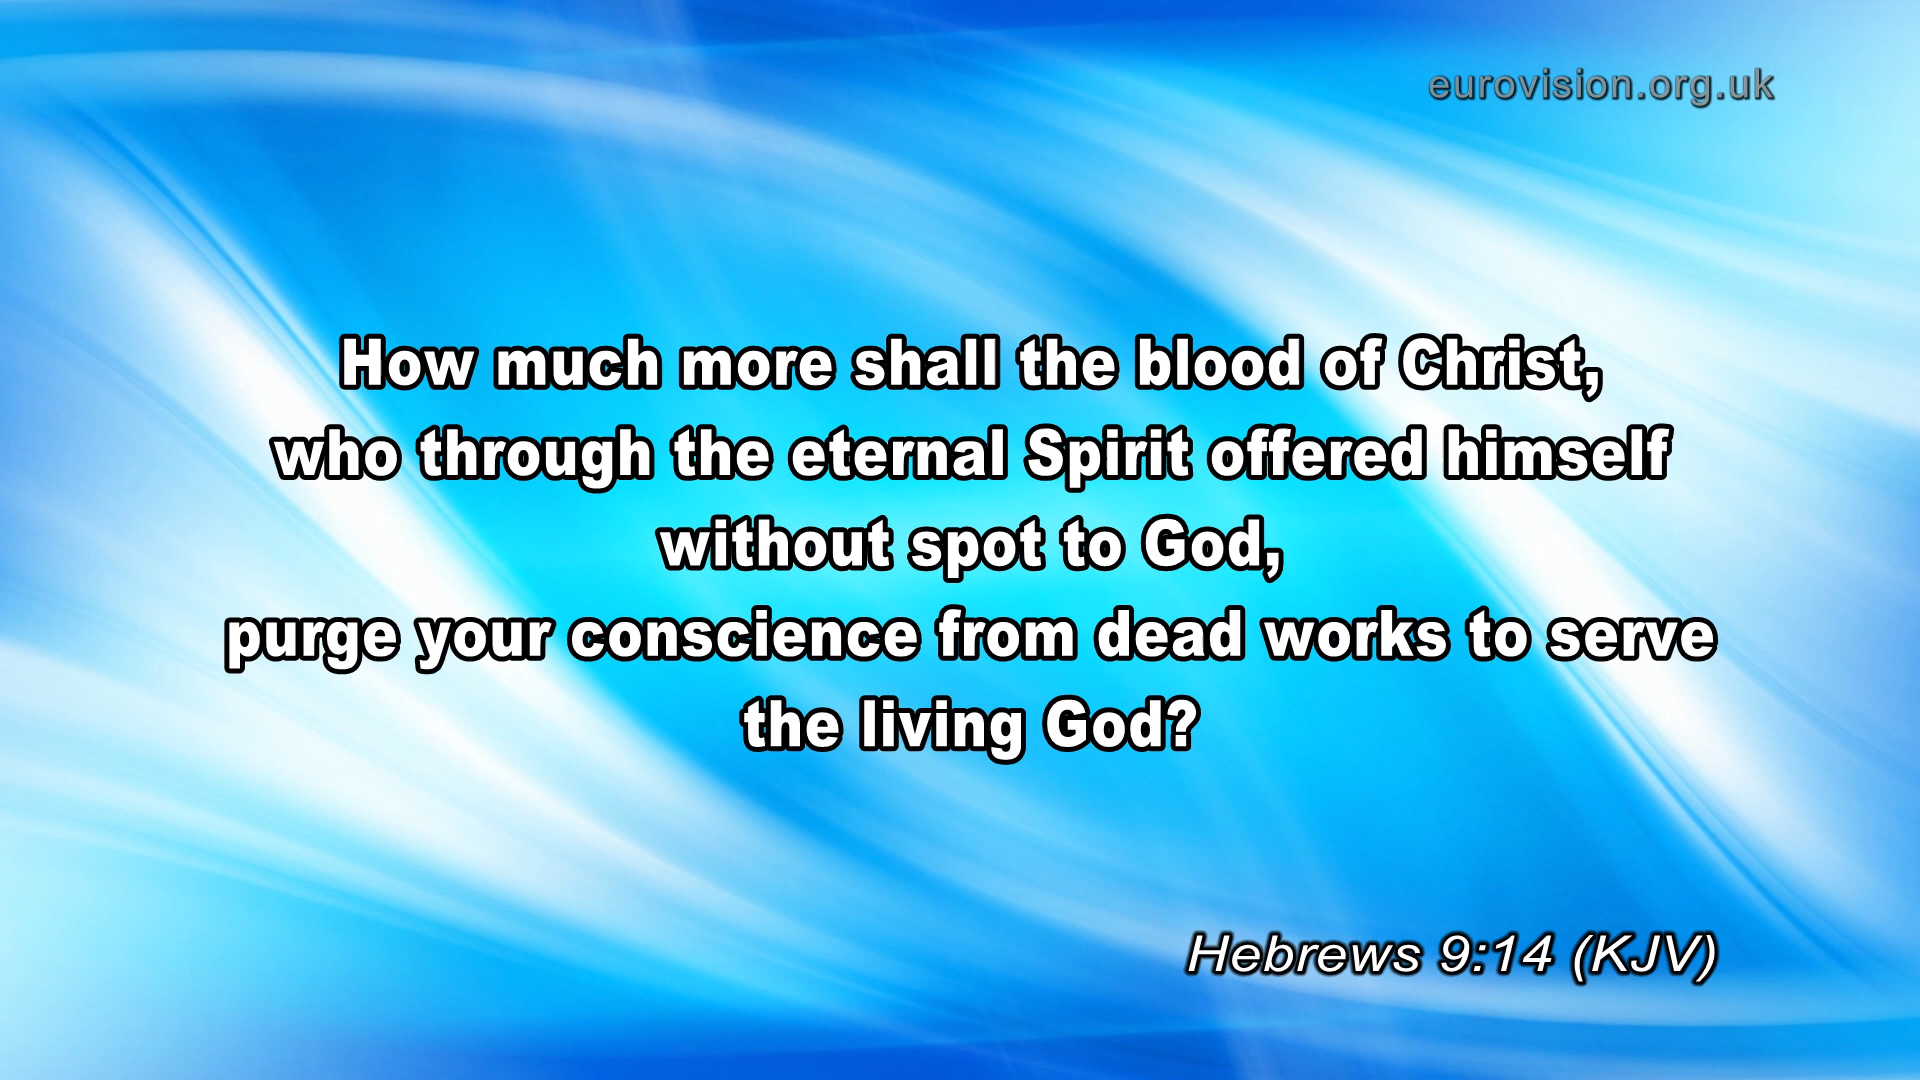 eurovision.org.uk
How much more shall the blood of Christ,
who through the eternal Spirit offered himself
without spot to God,
purge your conscience from dead works to serve
the living God?
Hebrews 9:14 (KJV)